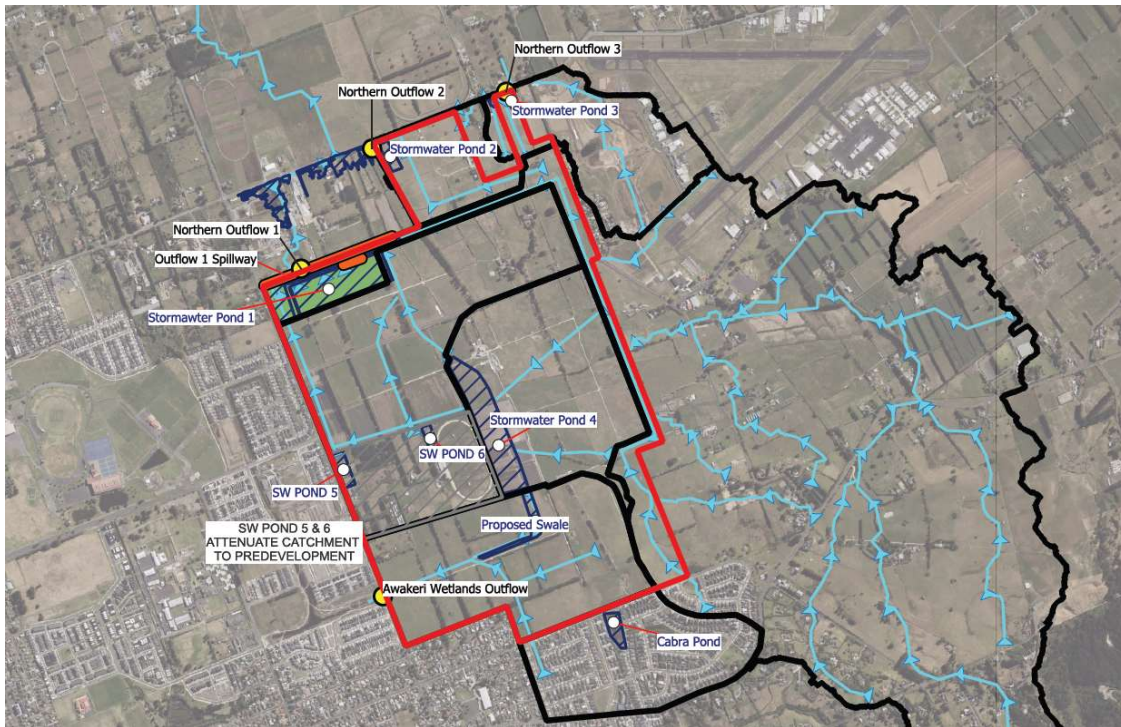 Northern Outflow 3
Stormwater Pond 3
Northern Outflow 2
Stormwater Pond 2
Northern Outflow 1
Outflow 1 Spillway
Stormawter Pond 1
Stormwater Pond 4
SW POND 6
SW POND 5
SW POND 5 & 6
ATTENUATE CATCHMENT
TO PREDEVELOPMENT
Proposed Swale
Awakeri Wetlands Outflow
Cabra Pond